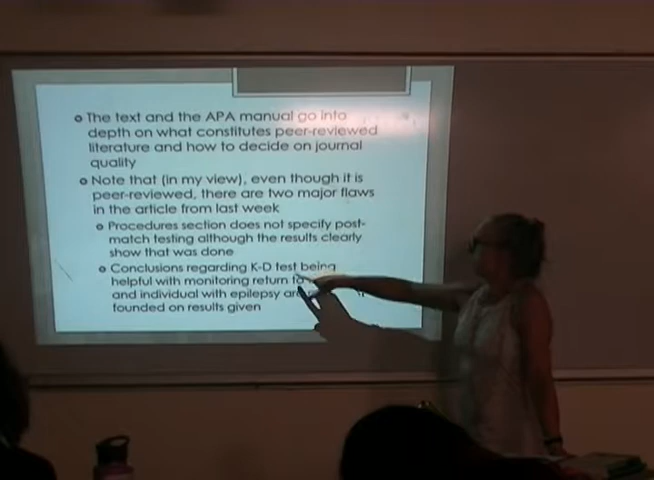 The text and the APA manual go into
depth on what constitutes peer-reviewed
literature and how to decide on journal
quality
Note that (in my view), even though it is
peer-reviewed, there are two major flaws
in the article from last week
Procedures section does not specify post-
match testing although the results clearly
show that was done
Conclusions regarding K-D test being
helpful with monitoring return to
and individual with epilepsy are
founded on results given